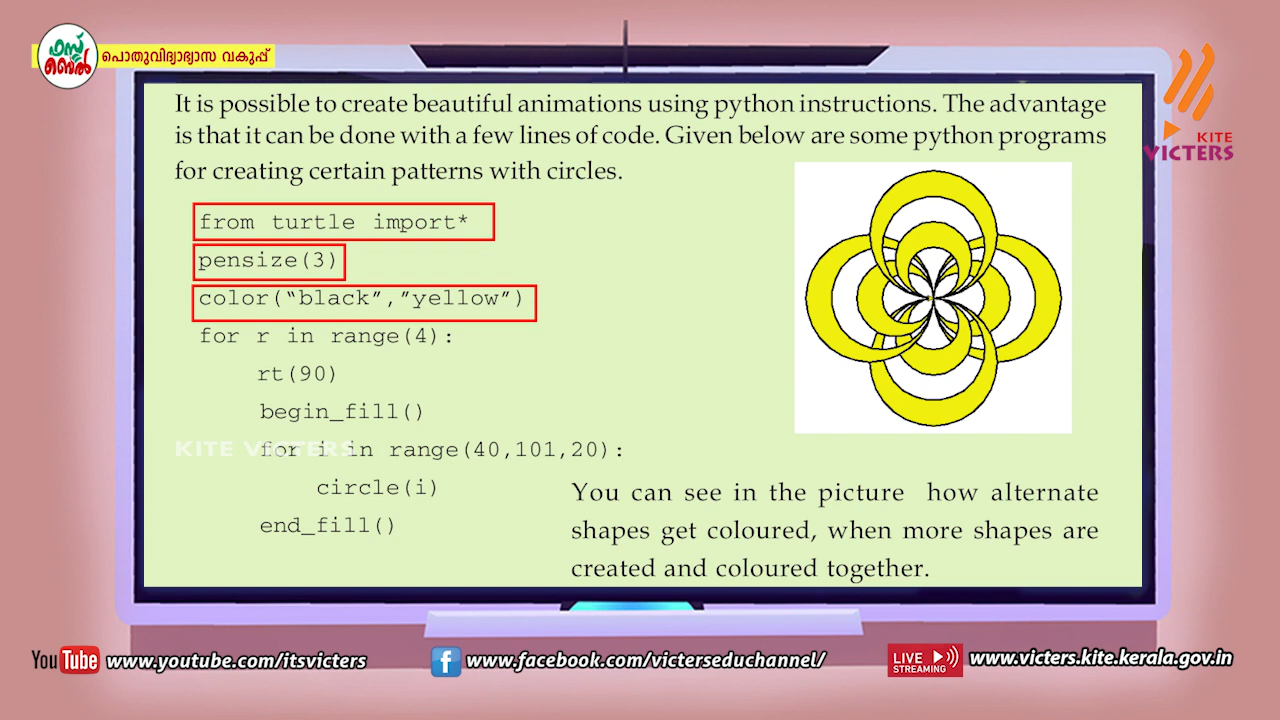 ഫസ്റ്റ്
ബെൽ
പൊതുവിദ്യാഭ്യാസ വകുപ്പ്
KITE
VICTERS
It is possible to create beautiful animations using python instructions. The advantage
is that it can be done with a few lines of code. Given below are some python programs
for creating certain patterns with circles.
from turtle import*
pensize(3)
color(“black”,”yellow”)
for r in range(4):
rt(90)
begin_fill()
KITE VICTERS
for i in range(40,101,20):
circle(i)
end_fill()
You can see in the picture how alternate
shapes get coloured, when more shapes are
created and coloured together.
YouTube www.youtube.com/itsvicters
f www.facebook.com/victerseduchannel/
LIVE
STREAMING
www.victers.kite.kerala.gov.in